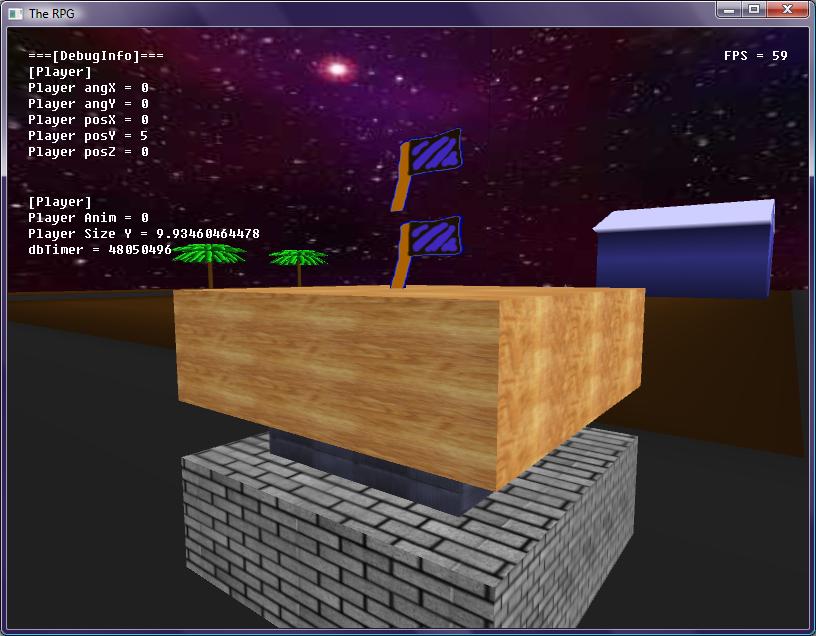 The RPG
===[DebugInfo]===
FPS = 59
[Player]
Player angX = 0
Player angY = 0
Player posX = 0
Player posY = 5
Player posZ = 0
[Player]
Player Anim = 0
Player Size Y = 9.93460464478
dbTimer = 48050496